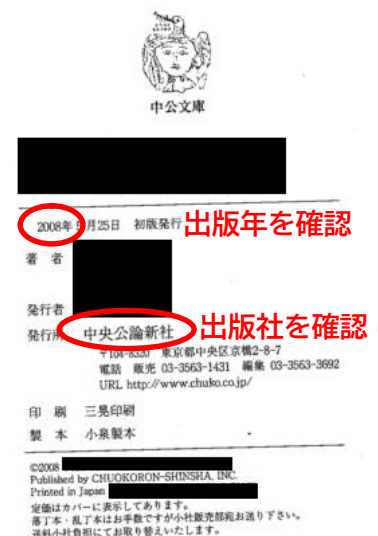 中公文庫
2008年 月25日 初版発行 出版年を確認
著 者
発行者
発行所 中央公論新社 出版社を確認
〒104-8320 東京都中央区京橋2-8-7
電話 販売 03-3563-1431 編集 03-3563-3692
URL http://www.chuko.co.jp/
印 刷 三晃印刷
製 本 小泉製本
©2008
Published by CHUOKORON-SHINSHA, INC.
Printed in Japan
定価はカバーに表示してあります。
落丁本・乱丁本はお手数ですが小社販売部宛お送り下さい。
送料小社負担にてお取り替えいたします。